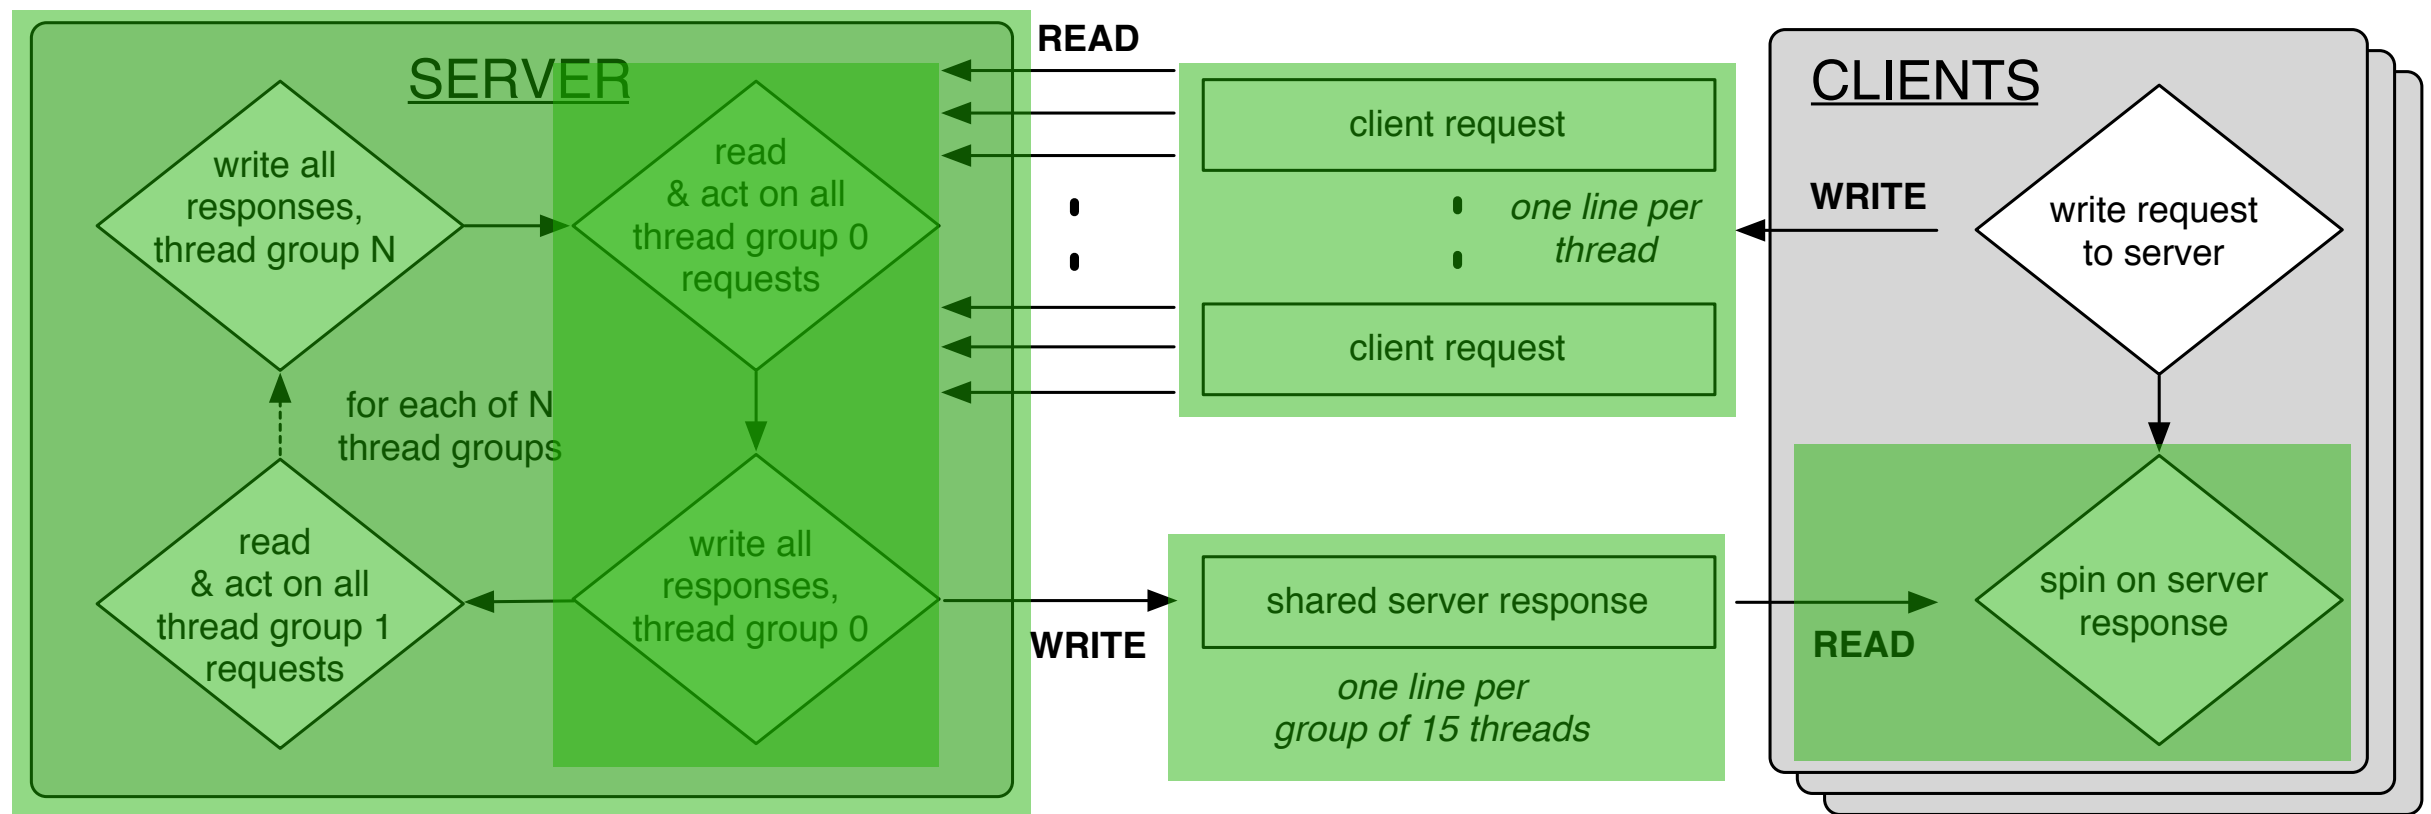 SERVER
write all
responses,
thread group N
read
& act on all
thread group 0
requests
for each of N
thread groups
read
& act on all
thread group 1
requests
write all
responses,
thread group 0
READ
client request
one line per
thread
client request
WRITE
shared server response
one line per
group of 15 threads
CLIENTS
WRITE
write request
to server
READ
spin on server
response